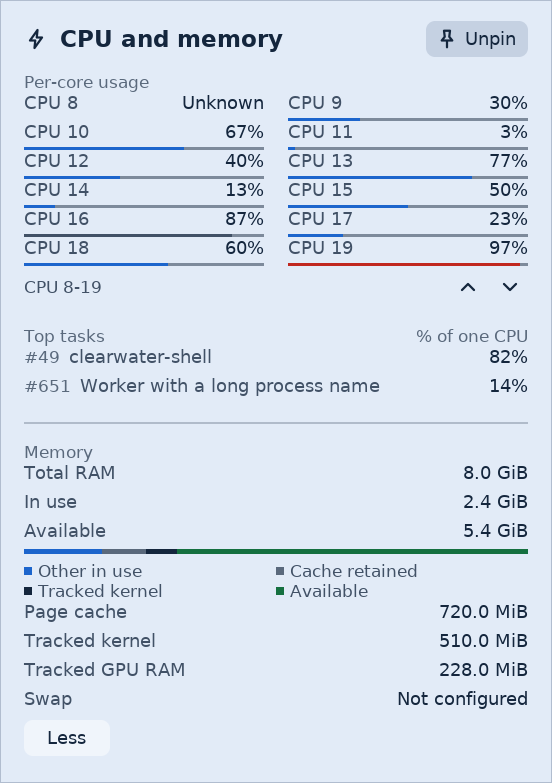 CPU and memory
Unpin
Per-core usage
CPU 8 Unknown CPU 9 30%
CPU 10 67% CPU 11 3%
CPU 12 40% CPU 13 77%
CPU 14 13% CPU 15 50%
CPU 16 87% CPU 17 23%
CPU 18 60% CPU 19 97%
CPU 8-19
Top tasks % of one CPU
#49 clearwater-shell 82%
#651 Worker with a long process name 14%
Memory
Total RAM 8.0 GiB
In use 2.4 GiB
Available 5.4 GiB
Other in use Cache retained
Tracked kernel Available
Page cache 720.0 MiB
Tracked kernel 510.0 MiB
Tracked GPU RAM 228.0 MiB
Swap Not configured
Less